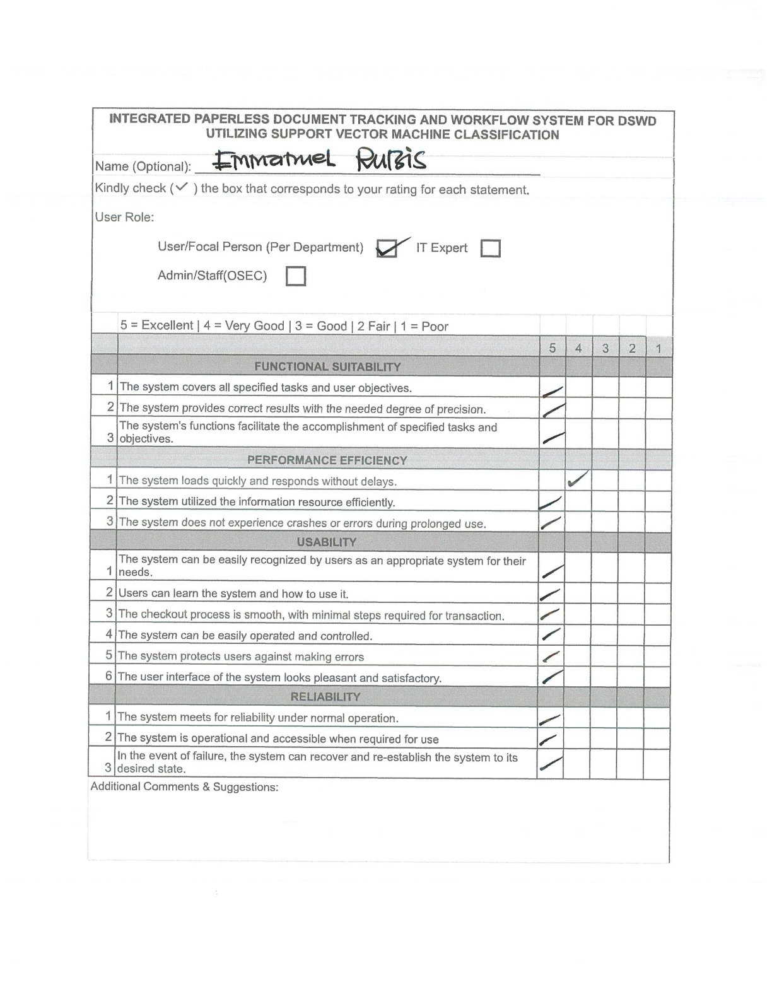 INTEGRATED PAPERLESS DOCUMENT TRACKING AND WORKFLOW SYSTEM FOR DSWD
UTILIZING SUPPORT VECTOR MACHINE CLASSIFICATION
Name (Optional): Emmanuel Rubis
Kindly check (✓ ) the box that corresponds to your rating for each statement.
User Role:
User/Focal Person (Per Department) ✓ IT Expert
Admin/Staff(OSEC)
5 = Excellent | 4 = Very Good | 3 = Good | 2 Fair | 1 = Poor
5 4 3 2 1
FUNCTIONAL SUITABILITY
1 The system covers all specified tasks and user objectives. ✓
2 The system provides correct results with the needed degree of precision. ✓
The system's functions facilitate the accomplishment of specified tasks and
3 objectives. ✓
PERFORMANCE EFFICIENCY
1 The system loads quickly and responds without delays. ✓
2 The system utilized the information resource efficiently. ✓
3 The system does not experience crashes or errors during prolonged use. ✓
USABILITY
The system can be easily recognized by users as an appropriate system for their
1 needs. ✓
2 Users can learn the system and how to use it. ✓
3 The checkout process is smooth, with minimal steps required for transaction. ✓
4 The system can be easily operated and controlled. ✓
5 The system protects users against making errors ✓
6 The user interface of the system looks pleasant and satisfactory. ✓
RELIABILITY
1 The system meets for reliability under normal operation. ✓
2 The system is operational and accessible when required for use ✓
In the event of failure, the system can recover and re-establish the system to its
3 desired state. ✓
Additional Comments & Suggestions: